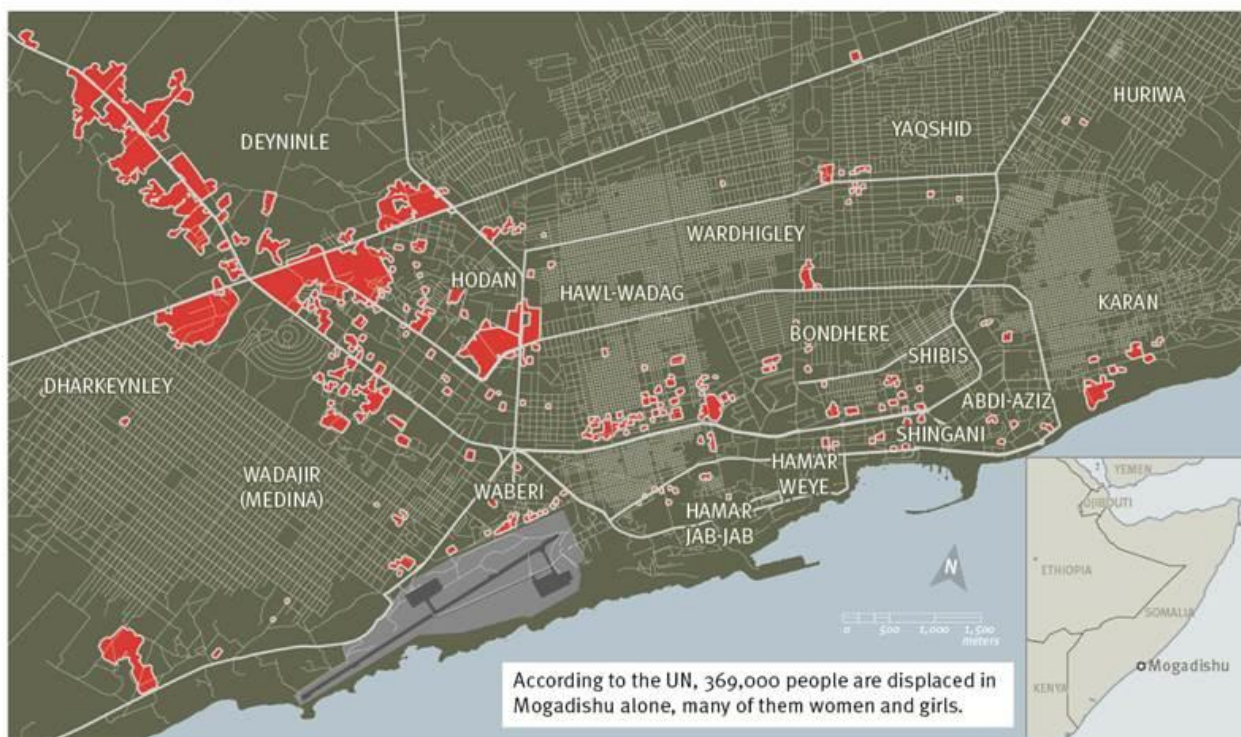 HURIWA
YAQSHID
DEYNINLE
WARDHIGLEY
HODAN
HAWL-WADAG
KARAN
BONDHERE
SHIBIS
DHARKEYNLEY
ABDI-AZIZ
SHINGANI
HAMAR
WEYE
WADAJIR
(MEDINA)
WABERI
HAMAR
JAB-JAB
N
0 500 1,000 1,500
meters
YEMEN
DJIBOUTI
ETHIOPIA
SOMALIA
Mogadishu
KENYA
According to the UN, 369,000 people are displaced in
Mogadishu alone, many of them women and girls.